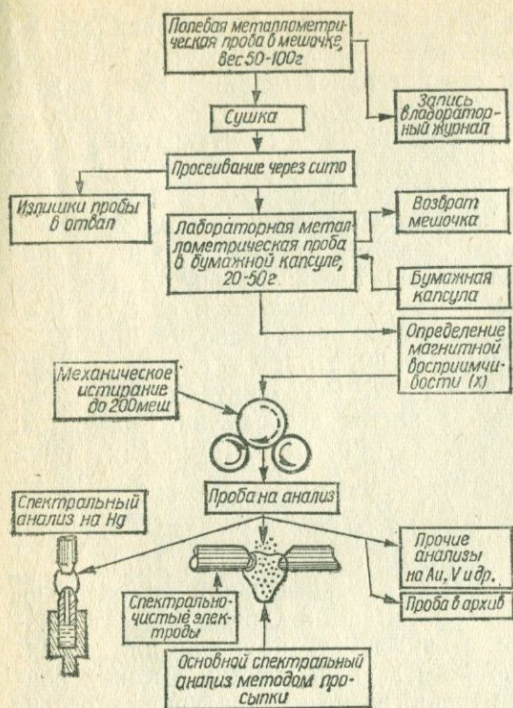 Полевая металлометри-
ческая проба в мешочке,
вес 50-100г
Запись
в лаборатор-
ный журнал
Сушка
Просеивание через сито
Излишки пробы
в отвал
Лабораторная метал-
лометрическая проба
в бумажной капсуле,
20-50г
Возврат
мешочка
Бумажная
капсула
Определение
магнитной
восприимчи-
вости (χ)
Механическое
истирание
до 200меш
Проба на анализ
Спектральный
анализ на Hg
Прочие
анализы
на Au, V и др.
Проба в архив
Спектрально-
чистые элек-
троды
Основной спектральный
анализ методом про-
сыпки